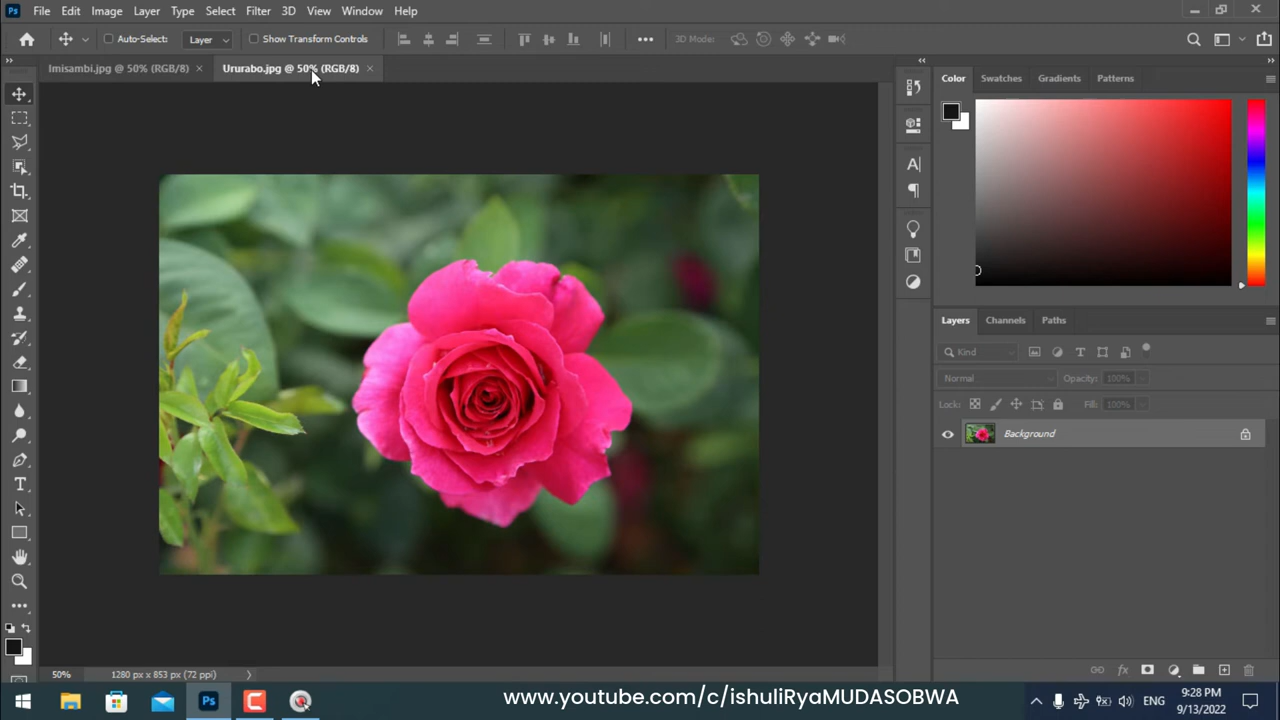 Ps File Edit Image Layer Type Select Filter 3D View Window Help
Auto-Select: Layer Show Transform Controls 3D Mode:
Imisambi.jpg @ 50% (RGB/8) × Ururabo.jpg @ 50% (RGB/8) ×
Color Swatches Gradients Patterns
Layers Channels Paths
Kind
Normal Opacity: 100%
Lock: Fill: 100%
Background
50% 1280 px x 853 px (72 ppi)
www.youtube.com/c/ishuliRyaMUDASOBWA
ENG
9:28 PM
9/13/2022